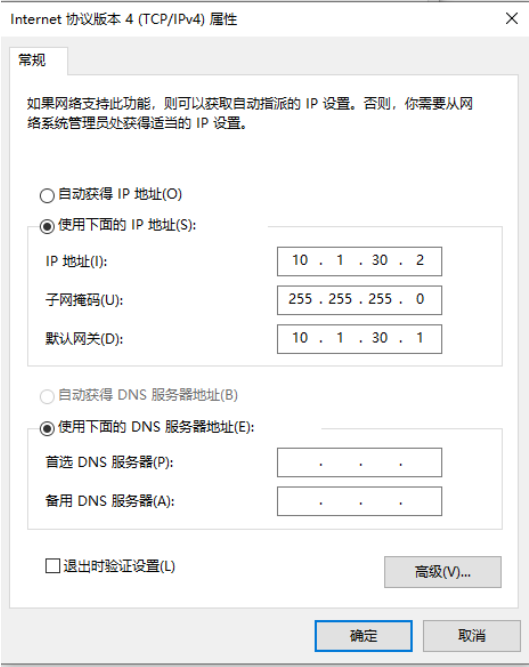 Internet 协议版本 4 (TCP/IPv4) 属性
常规
如果网络支持此功能，则可以获取自动指派的 IP 设置。否则，你需要从网
络系统管理员处获得适当的 IP 设置。
自动获得 IP 地址(O)
使用下面的 IP 地址(S):
IP 地址(I): 10 . 1 . 30 . 2
子网掩码(U): 255 . 255 . 255 . 0
默认网关(D): 10 . 1 . 30 . 1
自动获得 DNS 服务器地址(B)
使用下面的 DNS 服务器地址(E):
首选 DNS 服务器(P): . . .
备用 DNS 服务器(A): . . .
退出时验证设置(L)
高级(V)...
确定 取消